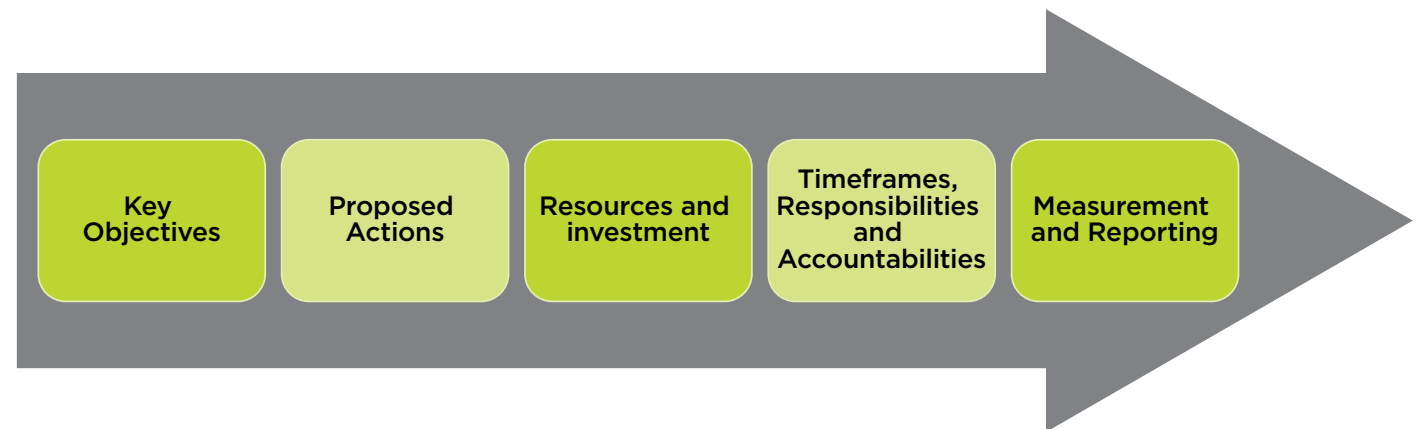 Key
Objectives
Proposed
Actions
Resources and
investment
Timeframes,
Responsibilities
and
Accountabilities
Measurement
and Reporting